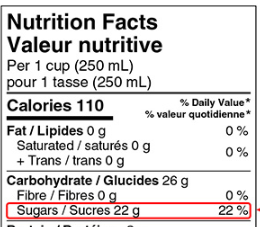 Nutrition Facts
Valeur nutritive
Per 1 cup (250 mL)
pour 1 tasse (250 mL)
Calories 110
% Daily Value*
% valeur quotidienne*
Fat / Lipides 0 g 0 %
Saturated / saturés 0 g
+ Trans / trans 0 g
0 %
Carbohydrate / Glucides 26 g
Fibre / Fibres 0 g 0 %
Sugars / Sucres 22 g 22 %